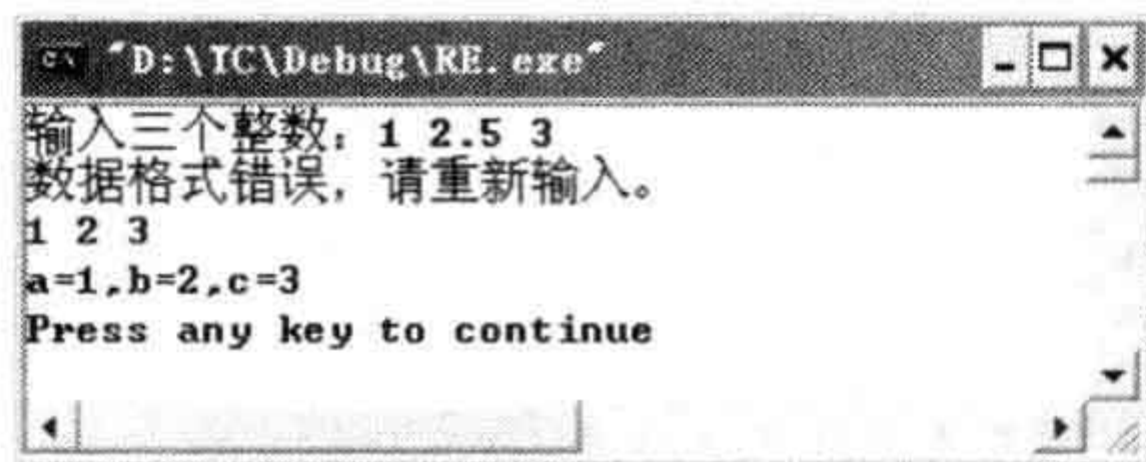 "D:\TC\Debug\RE.exe"
输入三个整数：1 2.5 3
数据格式错误，请重新输入。
1 2 3
a=1,b=2,c=3
Press any key to continue